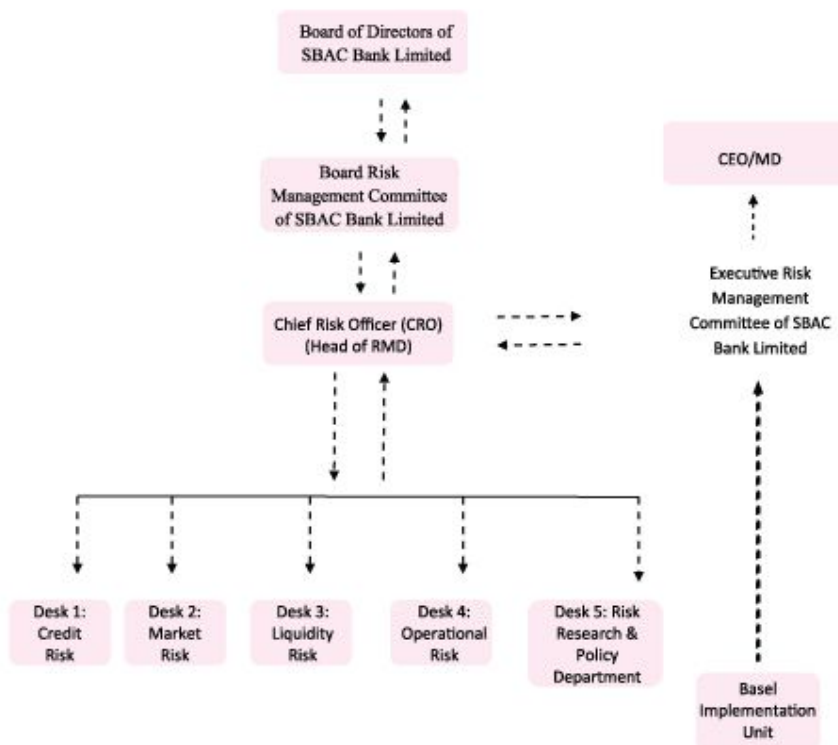 Board of Directors of
SBAC Bank Limited
CEO/MD
Board Risk
Management Committee
of SBAC Bank Limited
Executive Risk
Management
Committee of SBAC
Bank Limited
Chief Risk Officer (CRO)
(Head of RMD)
Desk 1:
Credit
Risk
Desk 2:
Market
Risk
Desk 3:
Liquidity
Risk
Desk 4:
Operational
Risk
Desk 5: Risk
Research &
Policy
Department
Basel
Implementation
Unit